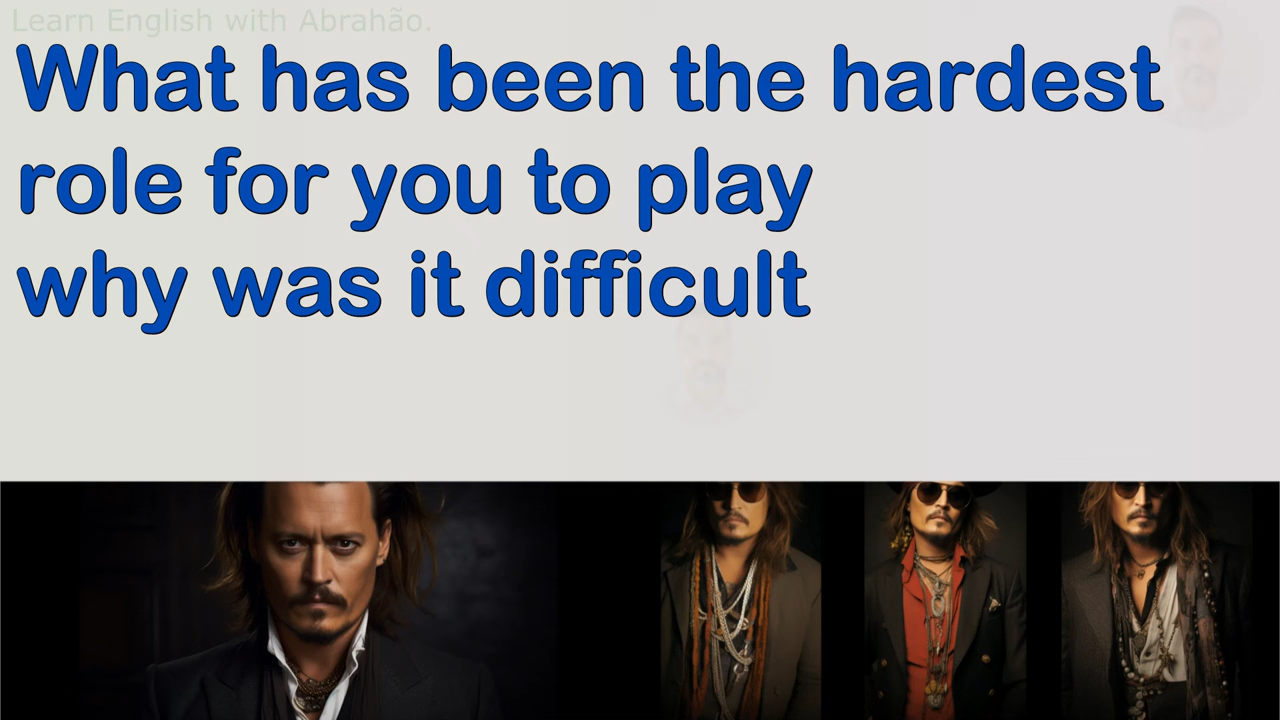 Learn English with Abrahão.
What has been the hardest
role for you to play
why was it difficult